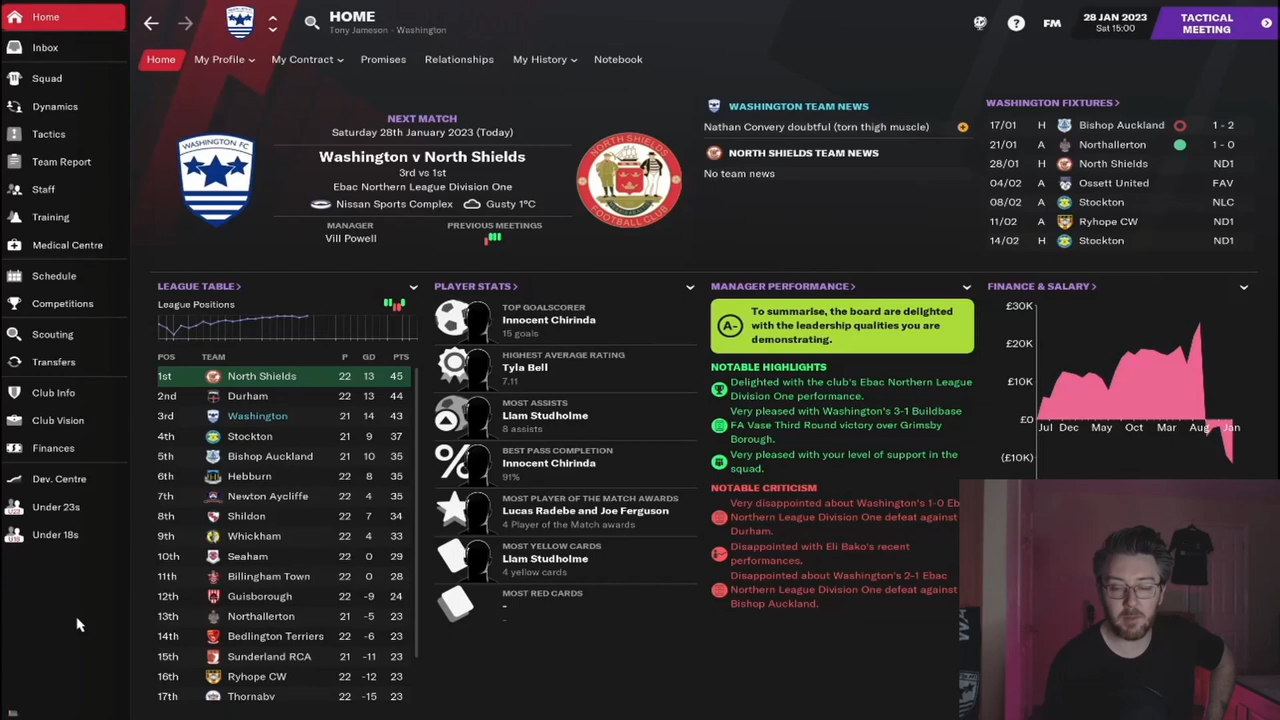 Home
HOME
Tony Jameson - Washington
FM
28 JAN 2023
Sat 15:00
TACTICAL
MEETING
Inbox
Squad
Dynamics
Tactics
Team Report
Staff
Training
Medical Centre
Schedule
Competitions
Scouting
Transfers
Club Info
Club Vision
Finances
Dev. Centre
Under 23s
Under 18s
Home
My Profile
My Contract
Promises
Relationships
My History
Notebook
WASHINGTON FC
NEXT MATCH
Saturday 28th January 2023 (Today)
Washington v North Shields
3rd vs 1st
Ebac Northern League Division One
Nissan Sports Complex
Gusty 1°C
MANAGER
Vill Powell
PREVIOUS MEETINGS
NORTH SHIELDS
FOOTBALL CLUB
WASHINGTON TEAM NEWS
Nathan Convery doubtful (torn thigh muscle)
NORTH SHIELDS TEAM NEWS
No team news
WASHINGTON FIXTURES >
17/01 H Bishop Auckland 1 - 2
21/01 A Northallerton 1 - 0
28/01 H North Shields ND1
04/02 A Ossett United FAV
08/02 A Stockton NLC
11/02 A Ryhope CW ND1
14/02 H Stockton ND1
LEAGUE TABLE >
League Positions
POS TEAM P GD PTS
1st North Shields 22 13 45
2nd Durham 22 13 44
3rd Washington 21 14 43
4th Stockton 21 9 37
5th Bishop Auckland 21 10 35
6th Hebburn 22 8 35
7th Newton Aycliffe 22 4 35
8th Shildon 22 7 34
9th Whickham 22 4 33
10th Seaham 22 0 29
11th Billingham Town 22 0 28
12th Guisborough 22 -9 24
13th Northallerton 21 -5 23
14th Bedlington Terriers 22 -6 23
15th Sunderland RCA 21 -11 23
16th Ryhope CW 22 -12 23
17th Thornaby 22 -15 23
PLAYER STATS >
TOP GOALSCORER
Innocent Chirinda
15 goals
HIGHEST AVERAGE RATING
Tyla Bell
7.11
MOST ASSISTS
Llam Studholme
8 assists
BEST PASS COMPLETION
Innocent Chirinda
91%
MOST PLAYER OF THE MATCH AWARDS
Lucas Radebe and Joe Ferguson
4 Player of the Match awards
MOST YELLOW CARDS
Llam Studholme
4 yellow cards
MOST RED CARDS
-
-
MANAGER PERFORMANCE >
A-
To summarise, the board are delighted
with the leadership qualities you are
demonstrating.
NOTABLE HIGHLIGHTS
Delighted with the club's Ebac Northern League
Division One performance.
Very pleased with Washington's 3-1 Buildbase
FA Vase Third Round victory over Grimsby
Borough.
Very pleased with your level of support in the
squad.
NOTABLE CRITICISM
Very disappointed about Washington's 1-0 Eb
Northern League Division One defeat against
Durham.
Disappointed with Eli Bako's recent
performances.
Disappointed about Washington's 2-1 Ebac
Northern League Division One defeat against
Bishop Auckland.
FINANCE & SALARY >
£30K
£20K
£10K
£0
(£10K)
Jul Dec May Oct Mar Aug Jan